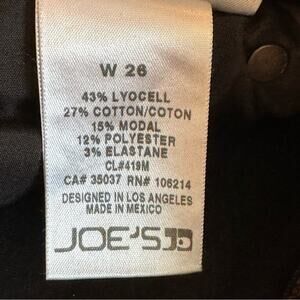 W 26
43% LYOCELL
27% COTTON/COTON
15% MODAL
12% POLYESTER
3% ELASTANE
CL#419M
CA# 35037 RN# 106214
DESIGNED IN LOS ANGELES
MADE IN MEXICO
JOE'S